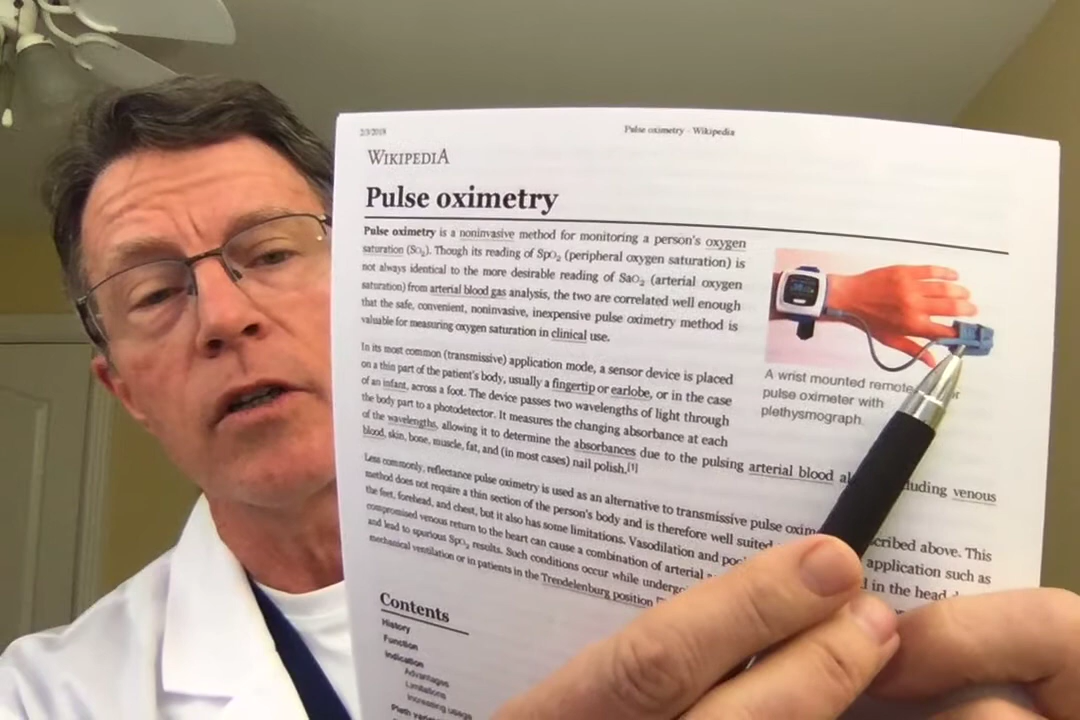 2/3/2018
Pulse oximetry - Wikipedia
WIKIPEDIA
Pulse oximetry
Pulse oximetry is a noninvasive method for monitoring a person's oxygen
saturation (SO₂). Though its reading of SpO₂ (peripheral oxygen saturation) is
not always identical to the more desirable reading of SaO₂ (arterial oxygen
saturation) from arterial blood gas analysis, the two are correlated well enough
that the safe, convenient, noninvasive, inexpensive pulse oximetry method is
valuable for measuring oxygen saturation in clinical use.
A wrist mounted remote
pulse oximeter with
plethysmograph.
In its most common (transmissive) application mode, a sensor device is placed
on a thin part of the patient's body, usually a fingertip or earlobe, or in the case
of an infant, across a foot. The device passes two wavelengths of light through
the body part to a photodetector. It measures the changing absorbance at each
of the wavelengths, allowing it to determine the absorbances due to the pulsing arterial blood venous
blood, skin, bone, muscle, fat, and (in most cases) nail polish.[1]
Less commonly, reflectance pulse oximetry is used as an alternative to transmissive pulse above. This
method does not require a thin section of the person's body and is therefore well suited application such as
the feet, forehead, and chest, but it also has some limitations. Vasodilation and in the head
compromised venous return to the heart can cause a combination of arterial
and lead to spurious SpO₂ results. Such conditions occur while
mechanical ventilation or in patients in the Trendelenburg position
Contents
History
Function
Indication
Advantages
Limitations
Increasing usage